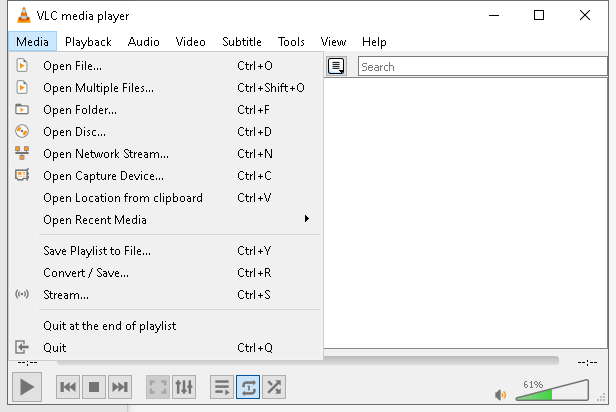 VLC media player
Media Playback Audio Video Subtitle Tools View Help
Open File... Ctrl+O
Search
Open Multiple Files... Ctrl+Shift+O
Open Folder... Ctrl+F
Open Disc... Ctrl+D
Open Network Stream... Ctrl+N
Open Capture Device... Ctrl+C
Open Location from clipboard Ctrl+V
Open Recent Media
Save Playlist to File... Ctrl+Y
Convert / Save... Ctrl+R
Stream... Ctrl+S
Quit at the end of playlist
Quit Ctrl+Q
--:-- --:--
61%